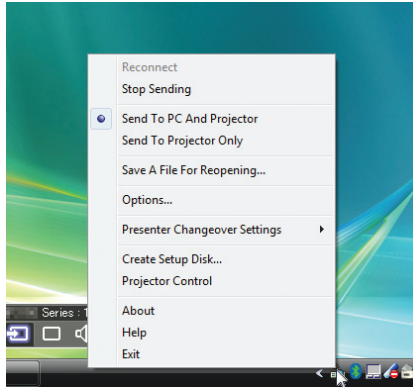 Reconnect
Stop Sending
Send To PC And Projector
Send To Projector Only
Save A File For Reopening...
Options...
Presenter Changeover Settings
Create Setup Disk...
Projector Control
About
Help
Exit
Series :